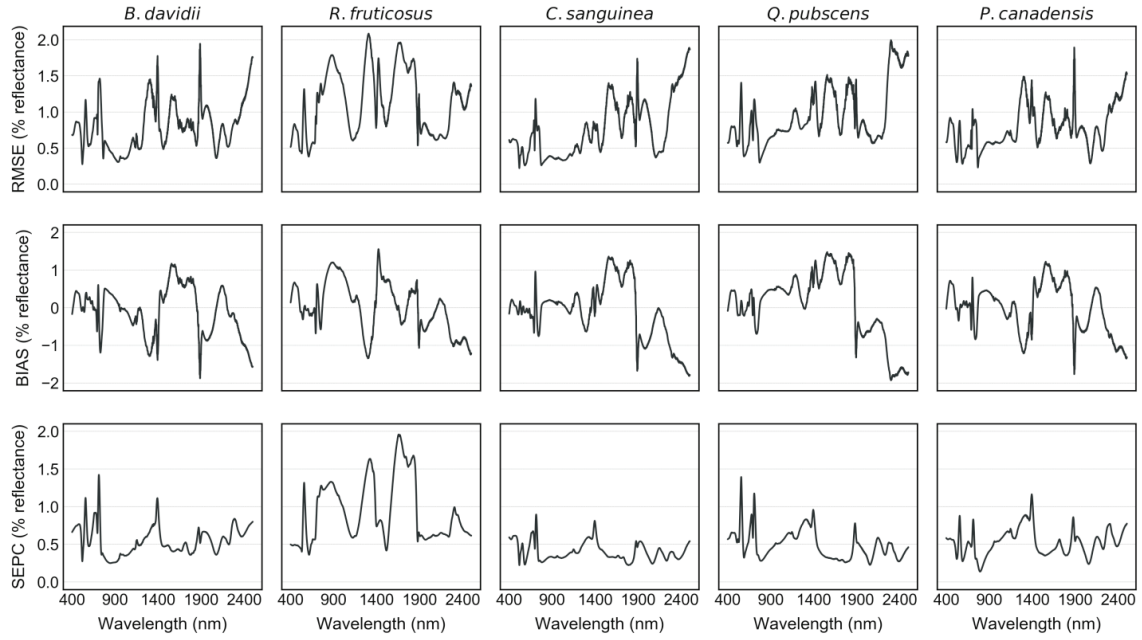 B. davidii R. fruticosus C. sanguinea Q. pubscens P. canadensis
RMSE (% reflectance)
2.0
1.5
1.0
0.5
0.0
BIAS (% reflectance)
2
1
0
−1
−2
SEPC (% reflectance)
2.0
1.5
1.0
0.5
0.0
400 900 1400 1900 2400 400 900 1400 1900 2400 400 900 1400 1900 2400 400 900 1400 1900 2400 400 900 1400 1900 2400
Wavelength (nm) Wavelength (nm) Wavelength (nm) Wavelength (nm) Wavelength (nm)